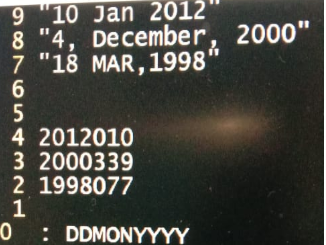 9 "10 Jan 2012"
8 "4, December, 2000"
7 "18 MAR,1998"
6
5
4 2012010
3 2000339
2 1998077
1
0 : DDMONYYYY